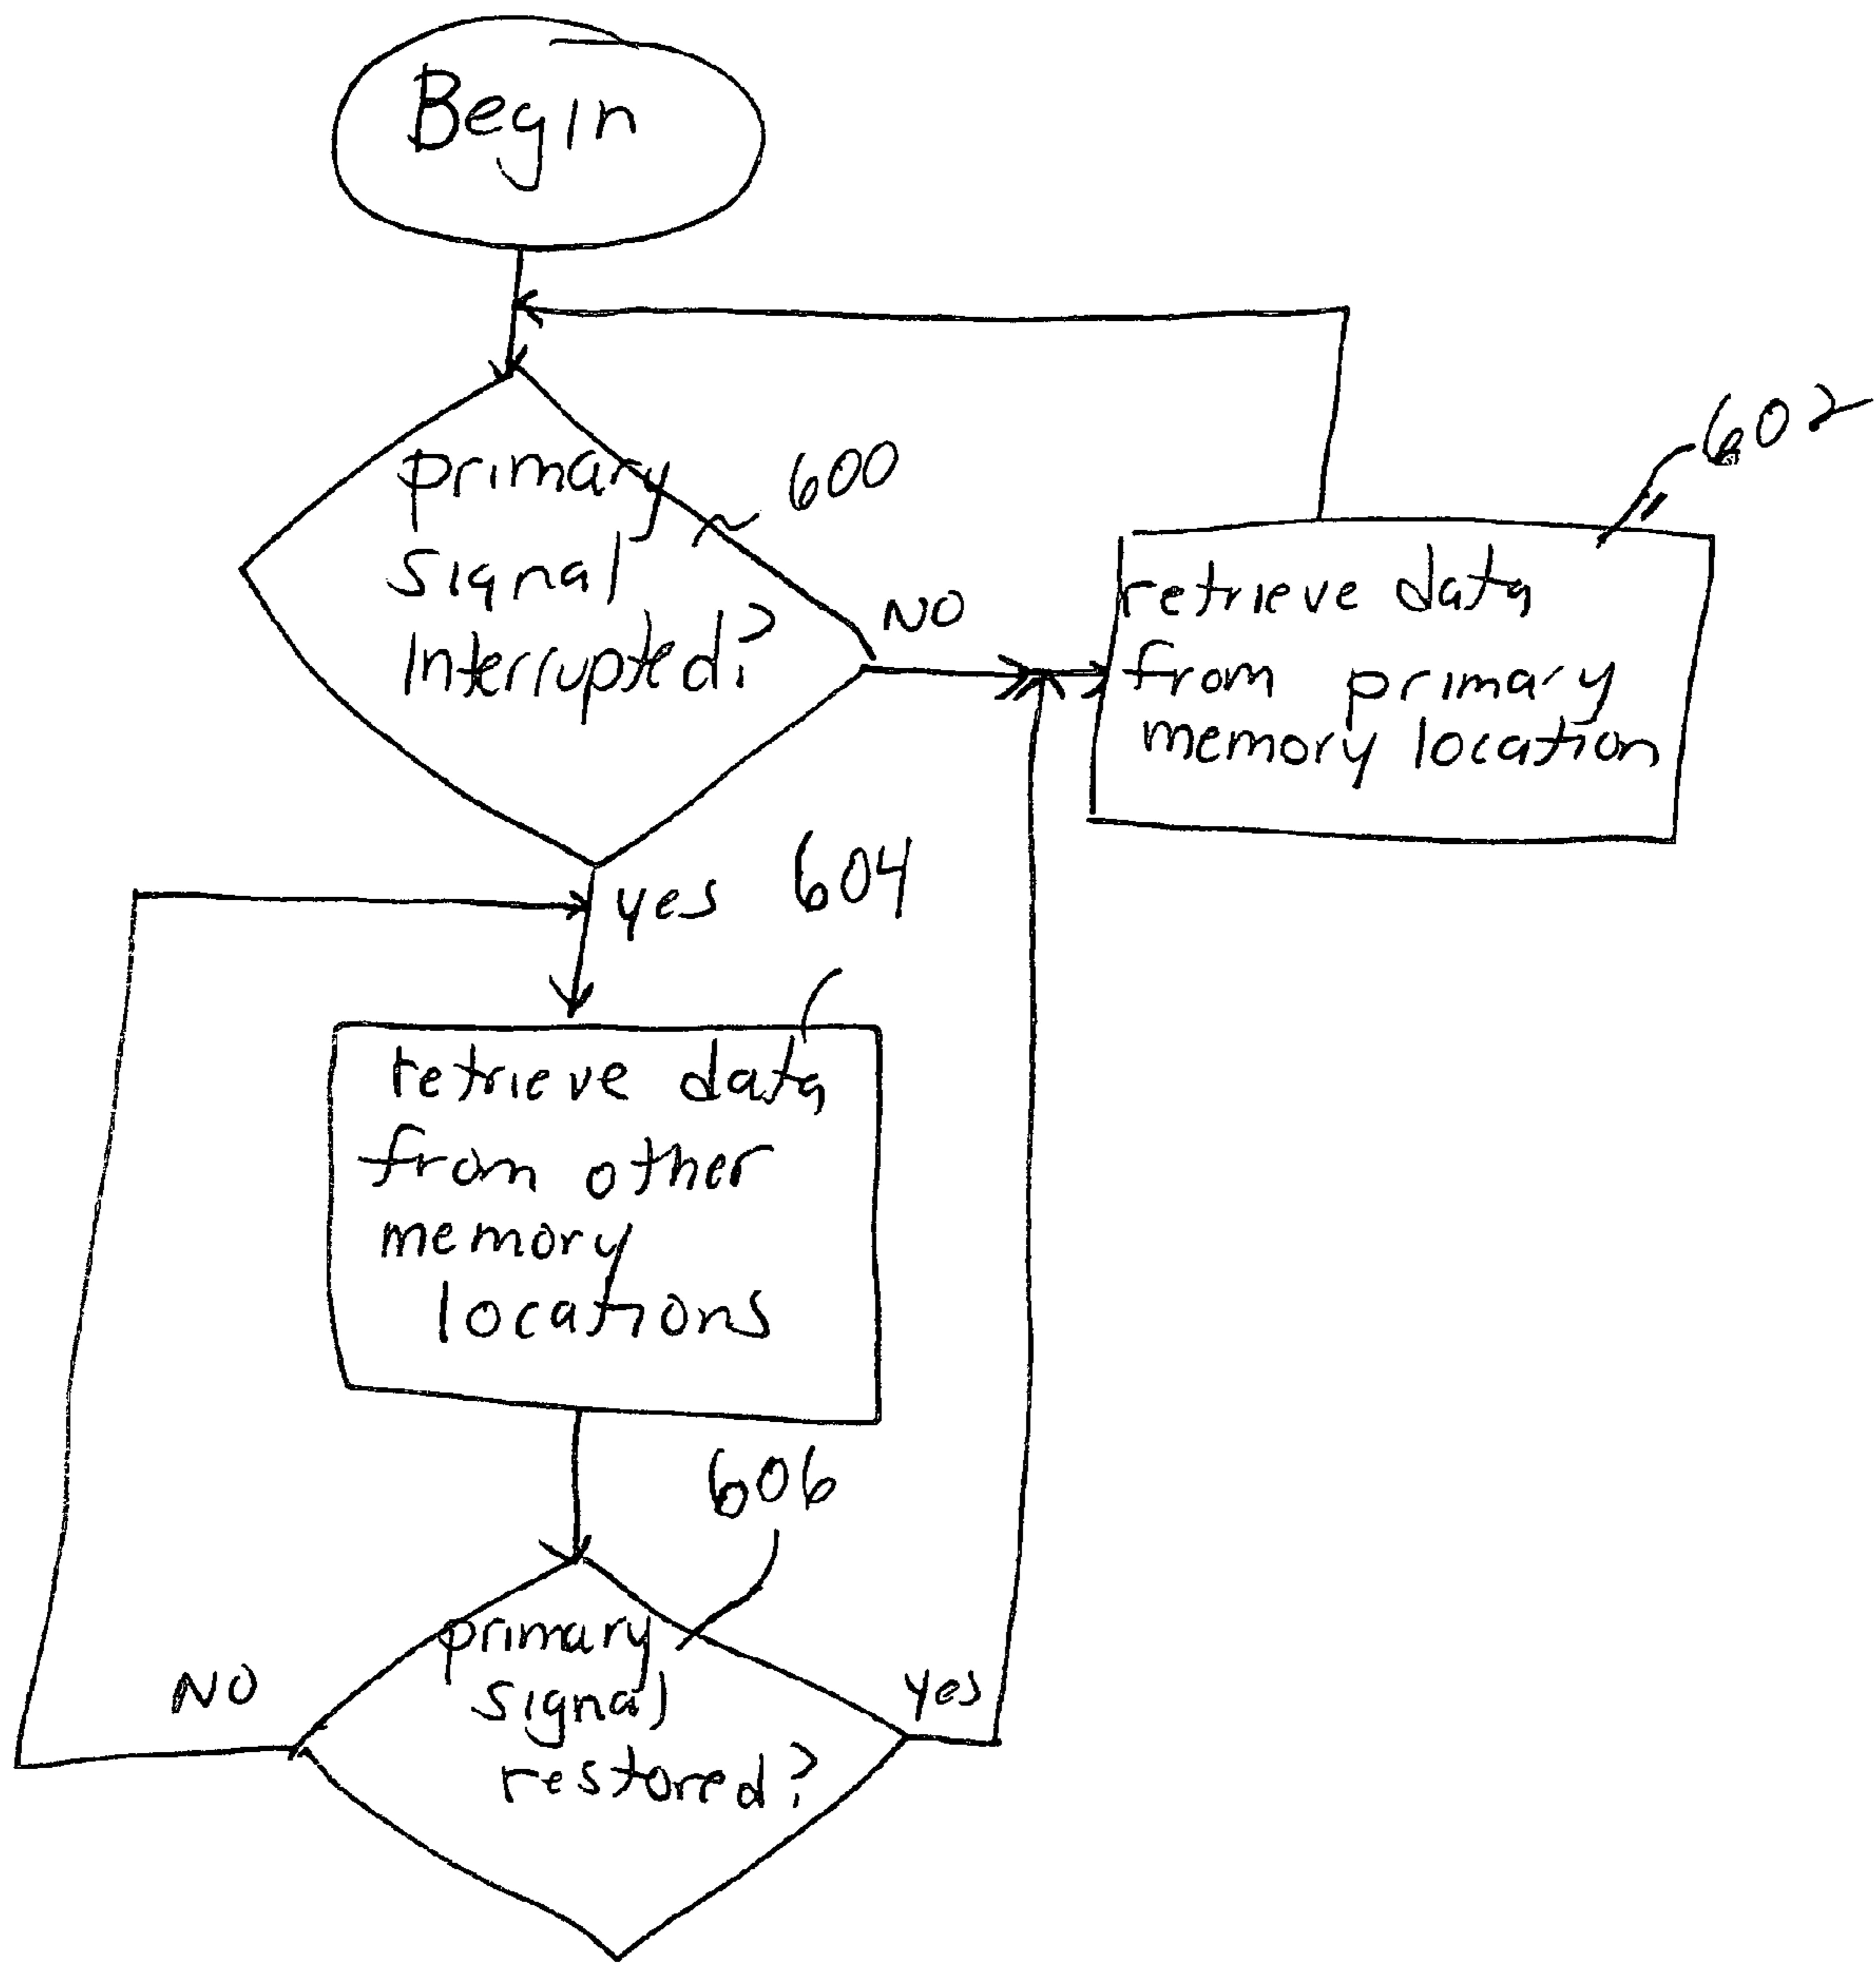 Begin
primary
signal
Interrupted?
600
NO
602
retrieve data
from primary
memory location
yes
604
retrieve data
from other
memory
locations
606
primary
signal
restored?
NO
yes